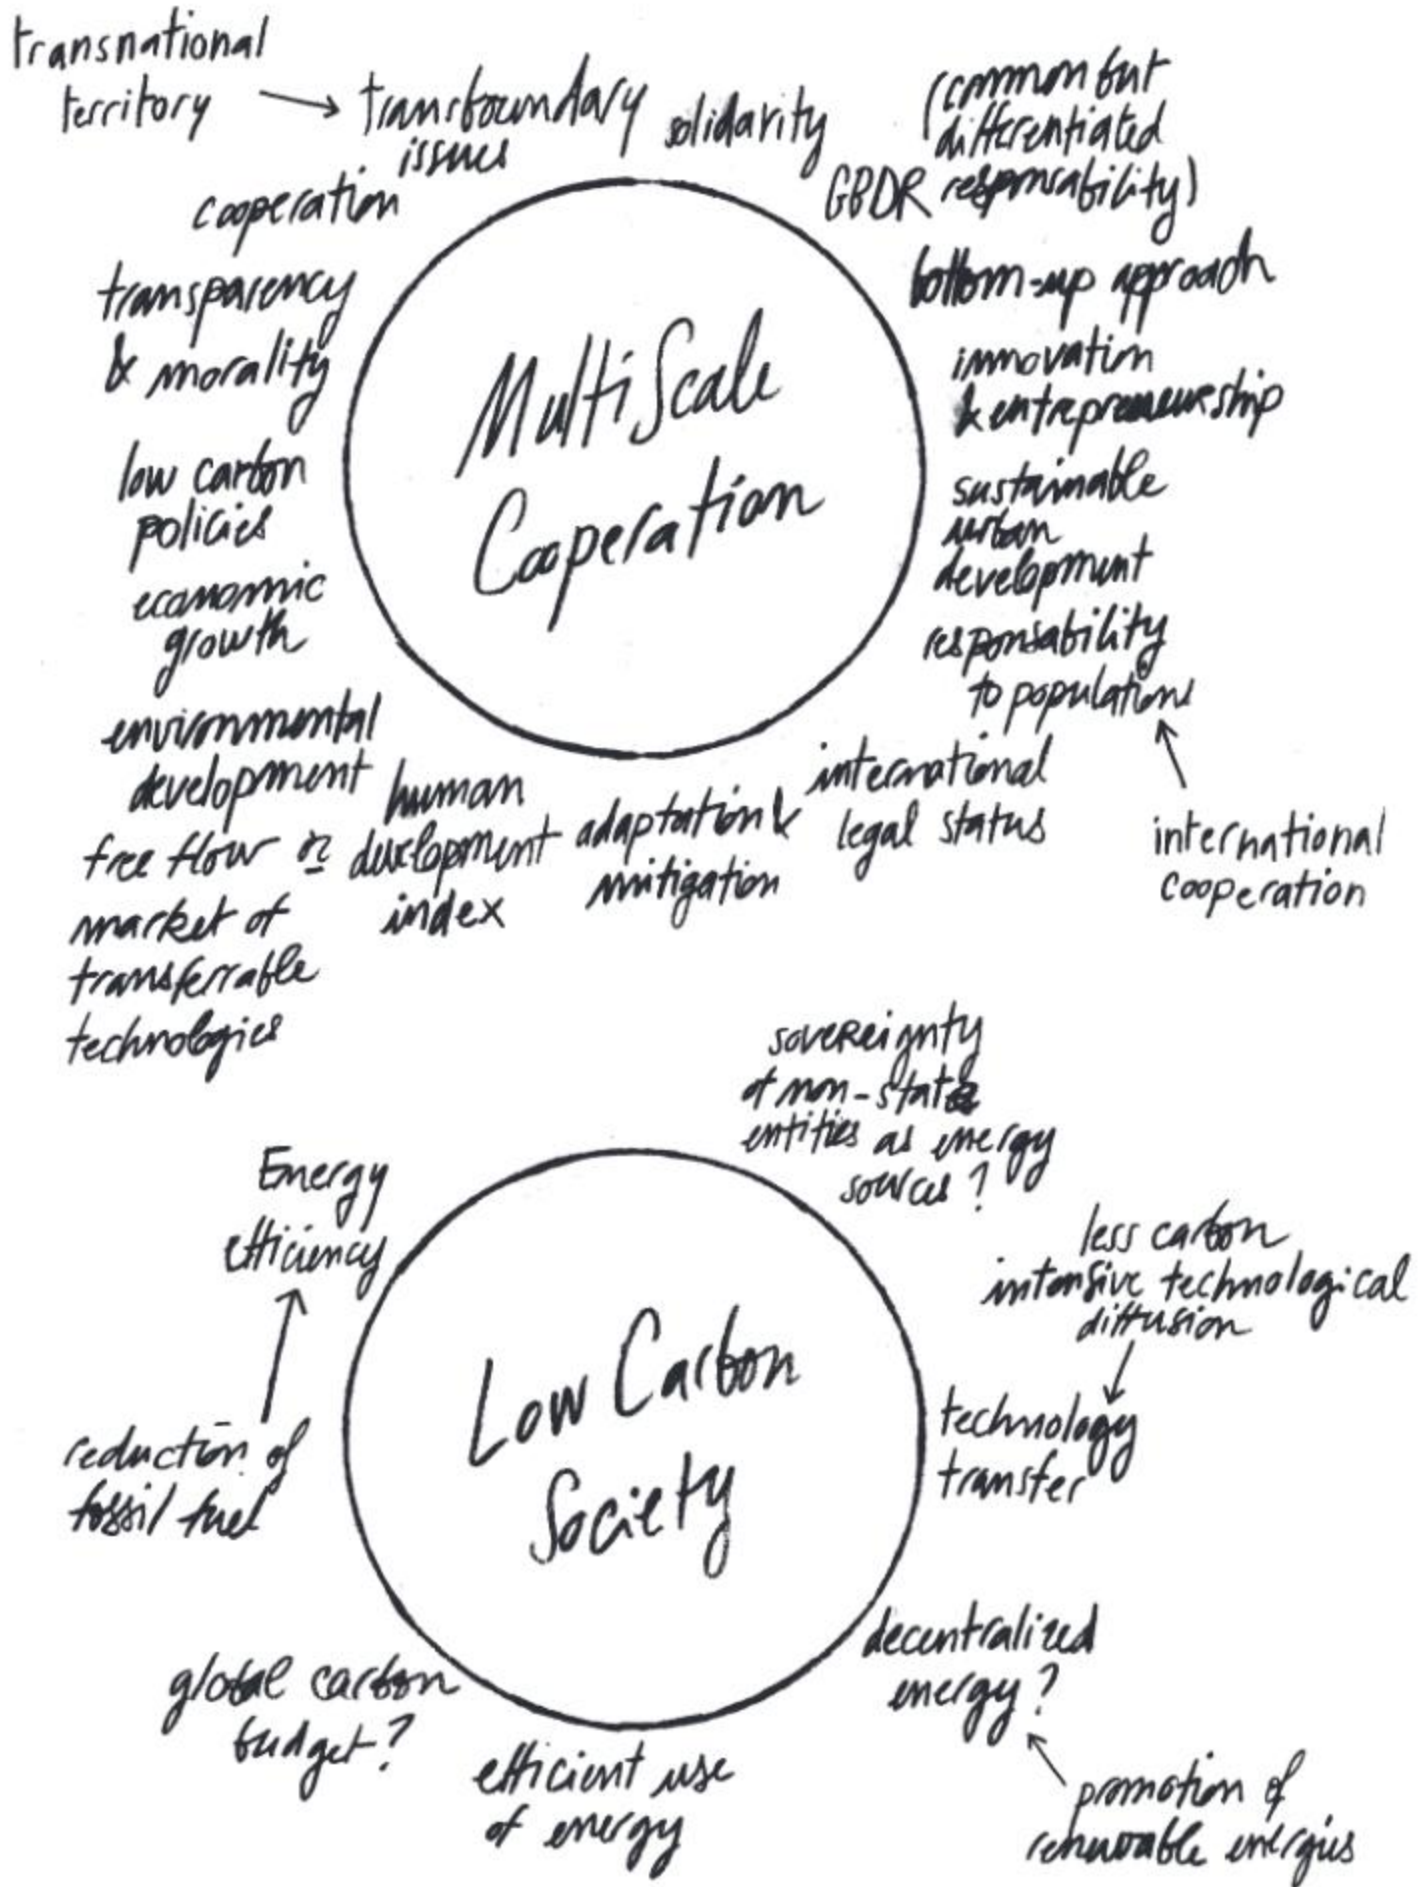 transnational
territory
transboundary
issues
solidarity
(common but
differentiated
CBDR responsability)
cooperation
transparency
& morality
low carbon
policies
economic
growth
environmental
development
free flow or
market of
transferrable
technologies
MultiScale
Cooperation
bottom-up approach
innovation
& entrepreneurship
sustainable
urban
development
responsability
to populations
international
cooperation
international
legal status
adaptation &
mitigation
human
development
index
sovereignty
of non-state
entities as energy
sources?
Energy
efficiency
reduction of
fossil fuel
Low Carbon
Society
less carbon
intensive technological
diffusion
technology
transfer
decentralized
energy?
promotion of
renewable energies
global carbon
budget?
efficient use
of energy